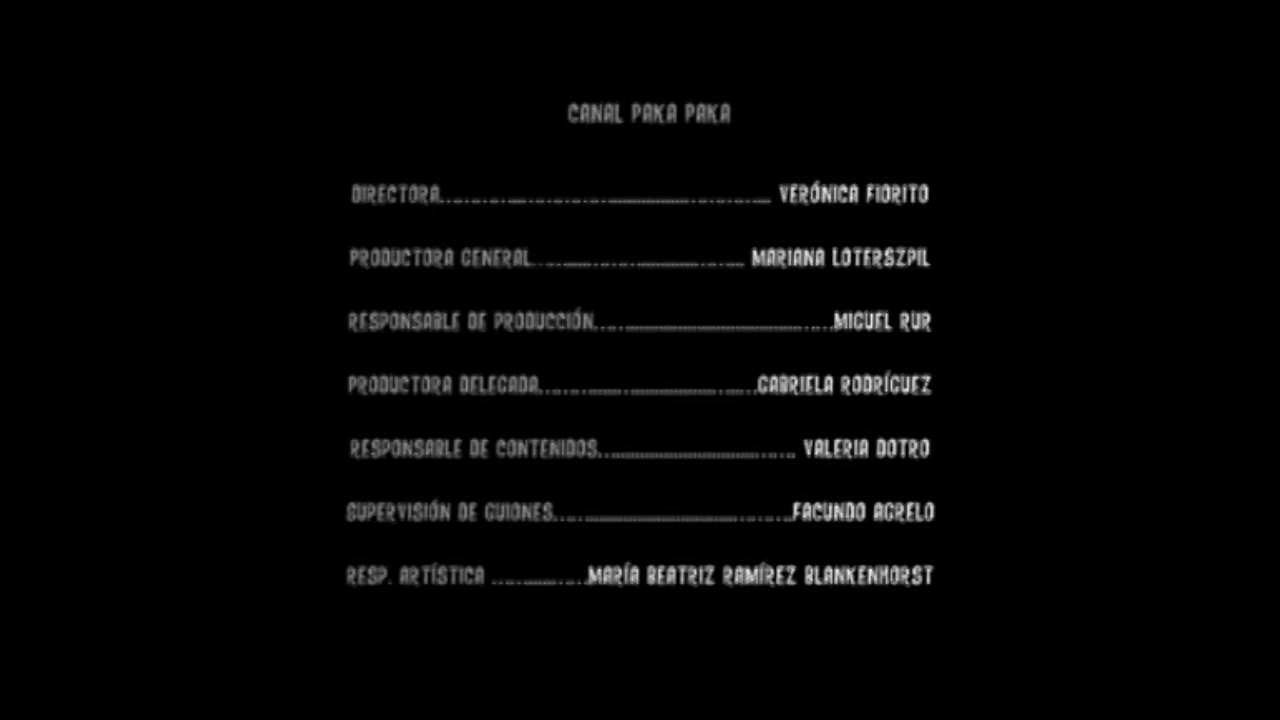 CANAL PAKA PAKA
DIRECTORA........................ VERÓNICA FIORITO
PRODUCTORA GENERAL........................ MARIANA LOTERSZPIL
RESPONSABLE DE PRODUCCIÓN........................MIGUEL RUR
PRODUCTORA DELEGADA........................GABRIELA RODRÍGUEZ
RESPONSABLE DE CONTENIDOS........................ VALERIA DOTRO
SUPERVISIÓN DE GUIONES........................FACUNDO AGRELO
RESP. ARTÍSTICA ................MARÍA BEATRIZ RAMÍREZ BLANKENHORST